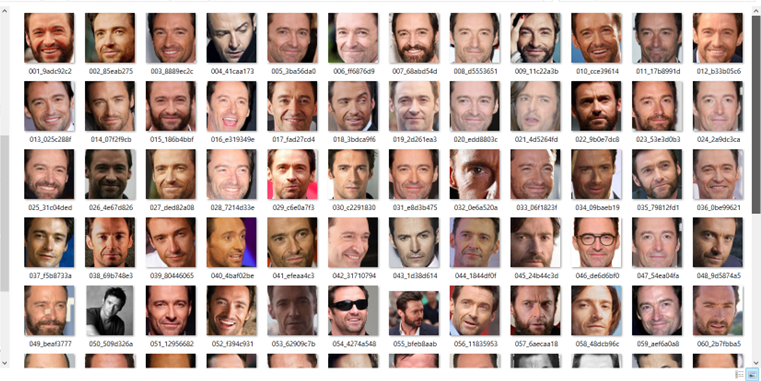 001_9adc92c2 002_85eab275 003_8889ec2c 004_41caa173 005_3ba56da0 006_ff6876d9 007_68abd54d 008_d5553651 009_11c22a3b 010_cce39614 011_17b8991d 012_b33b05c6
013_025c288f 014_07f2f9cb 015_186b4bbf 016_e319349e 017_fad27cd4 018_3bdca9f6 019_2d261ea3 020_edd8803c 021_4d5264fd 022_9b0e7dc8 023_53e3d0b3 024_2a9dc3ca
025_31c04ded 026_4e67d826 027_ded82a08 028_7214d33e 029_c6e0a7f3 030_c2291830 031_e8d3b475 032_0e6a520a 033_06f1823f 034_09baeb19 035_79812fd1 036_0be99621
037_f5b8733a 038_69b748e3 039_80446065 040_4baf02be 041_efeaa4c3 042_31710794 043_1d38d614 044_1844df0f 045_24b44c3d 046_de6d6bf0 047_54ea04fa 048_9d5874a5
049_beaf3777 050_509d326a 051_12956682 052_f394c931 053_62909c7b 054_4274a548 055_bfeb8aab 056_11835953 057_6aecaa18 058_48dcb96c 059_aef6a0a8 060_2b7fbba5